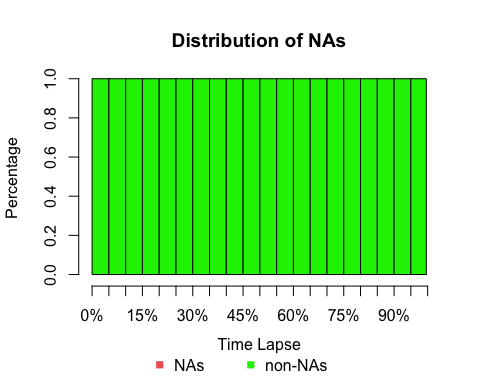 Distribution of NAs
Percentage
1.0
0.8
0.6
0.4
0.2
0.0
0% 15% 30% 45% 60% 75% 90%
Time Lapse
NAs non-NAs